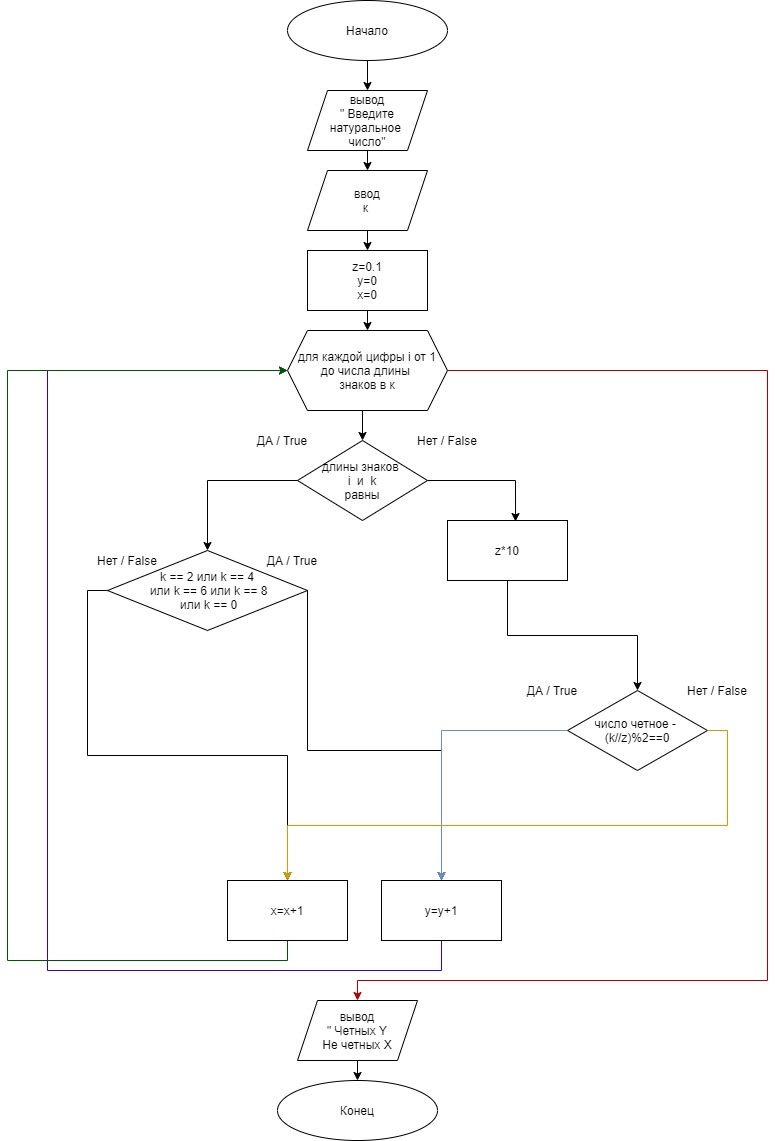 Начало
вывод
" Введите
натуральное
число"
ввод
к
z=0.1
y=0
x=0
для каждой цифры i от 1
до числа длины
знаков в к
ДА / True
Нет / False
длины знаков
i и k
равны
z*10
Нет / False
ДА / True
k == 2 или k == 4
или k == 6 или k == 8
или k == 0
ДА / True
Нет / False
число четное -
(k//z)%2==0
x=x+1
y=y+1
вывод
" Четных Y
Не четных X
Конец